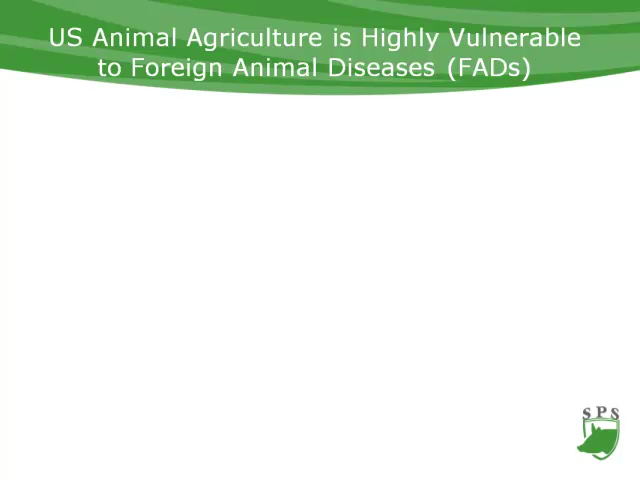 US Animal Agriculture is Highly Vulnerable
to Foreign Animal Diseases (FADs)
SPS